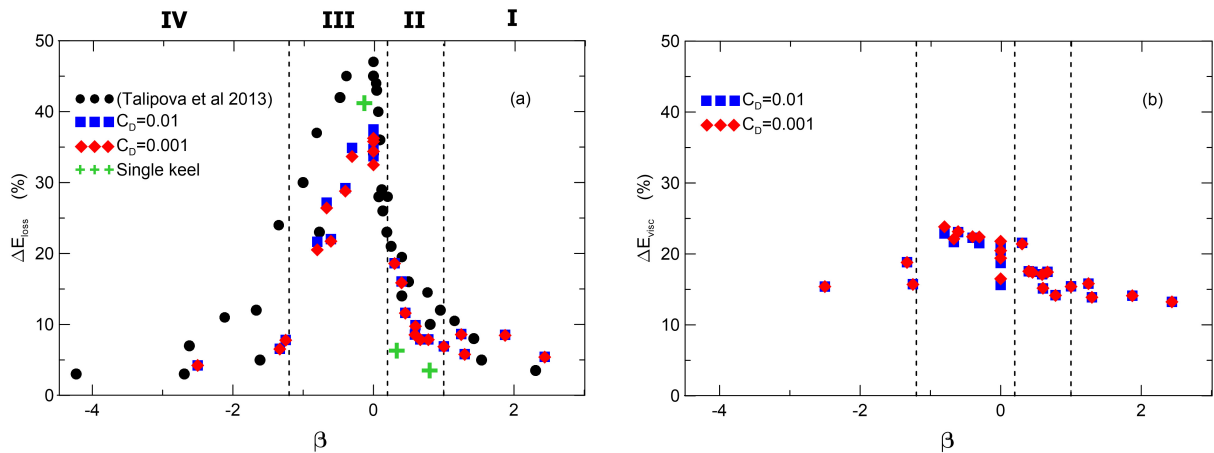 IV III II I
50
40
30
20
10
0
ΔE_loss (%)
(Talipova et al 2013)
C_D=0.01
C_D=0.001
Single keel
(a)
-4 -2 0 2
β
50
40
30
20
10
0
ΔE_visc (%)
C_D=0.01
C_D=0.001
(b)
-4 -2 0 2
β